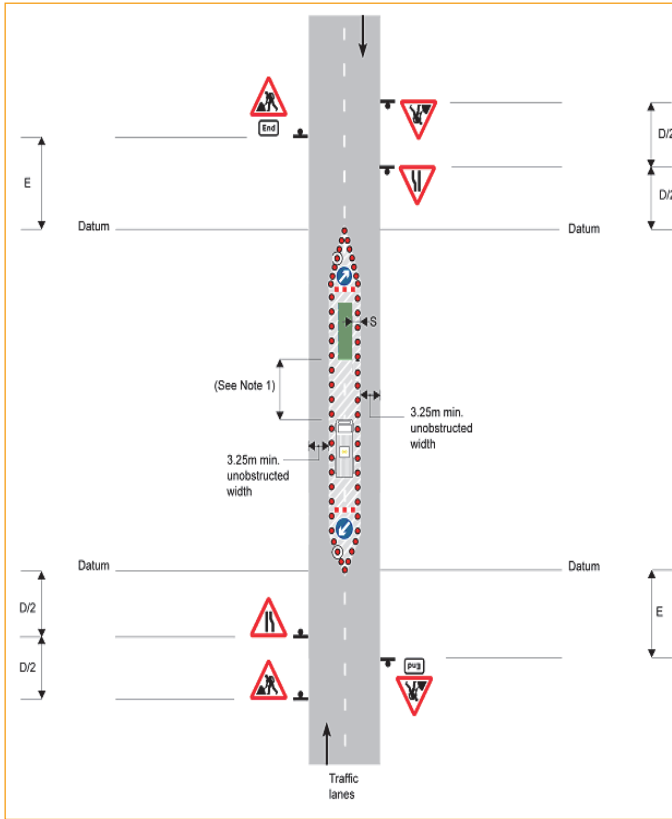 D/2
End
E
D/2
Datum
Datum
S
(See Note 1)
3.25m min.
unobstructed
width
3.25m min.
unobstructed
width
Datum
Datum
D/2
E
D/2
End
Traffic
lanes